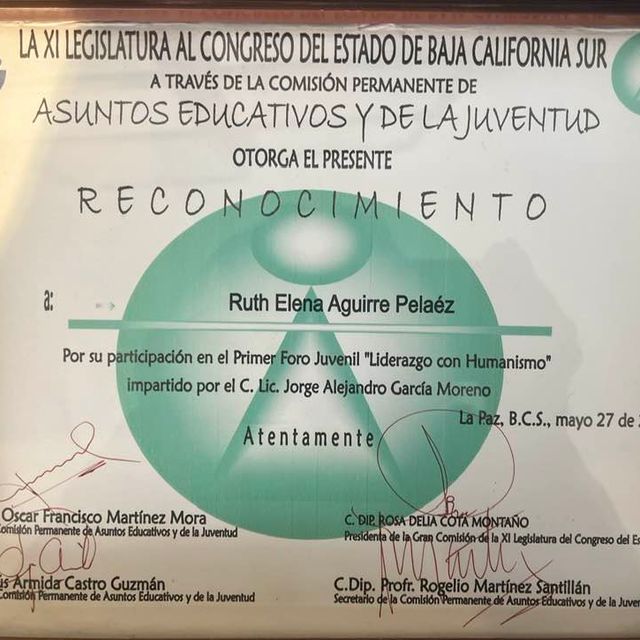 LA XI LEGISLATURA AL CONGRESO DEL ESTADO DE BAJA CALIFORNIA SUR
A TRAVÉS DE LA COMISIÓN PERMANENTE DE
ASUNTOS EDUCATIVOS Y DE LA JUVENTUD
OTORGA EL PRESENTE
RECONOCIMIENTO
a:
Ruth Elena Aguirre Pelaéz
Por su participación en el Primer Foro Juvenil "Liderazgo con Humanismo"
impartido por el C. Lic. Jorge Alejandro García Moreno
La Paz, B.C.S., mayo 27 de
Atentamente
Oscar Francisco Martínez Mora
Comisión Permanente de Asuntos Educativos y de la Juventud
C. DIP. ROSA DELIA COTA MONTAÑO
Presidenta de la Gran Comisión de la XI Legislatura del Congreso del Es
Armida Castro Guzmán
Comisión Permanente de Asuntos Educativos y de la Juventud
C.Dip. Profr. Rogelio Martínez Santillán
Secretario de la Comisión Permanente de Asuntos Educativos y de la Juven